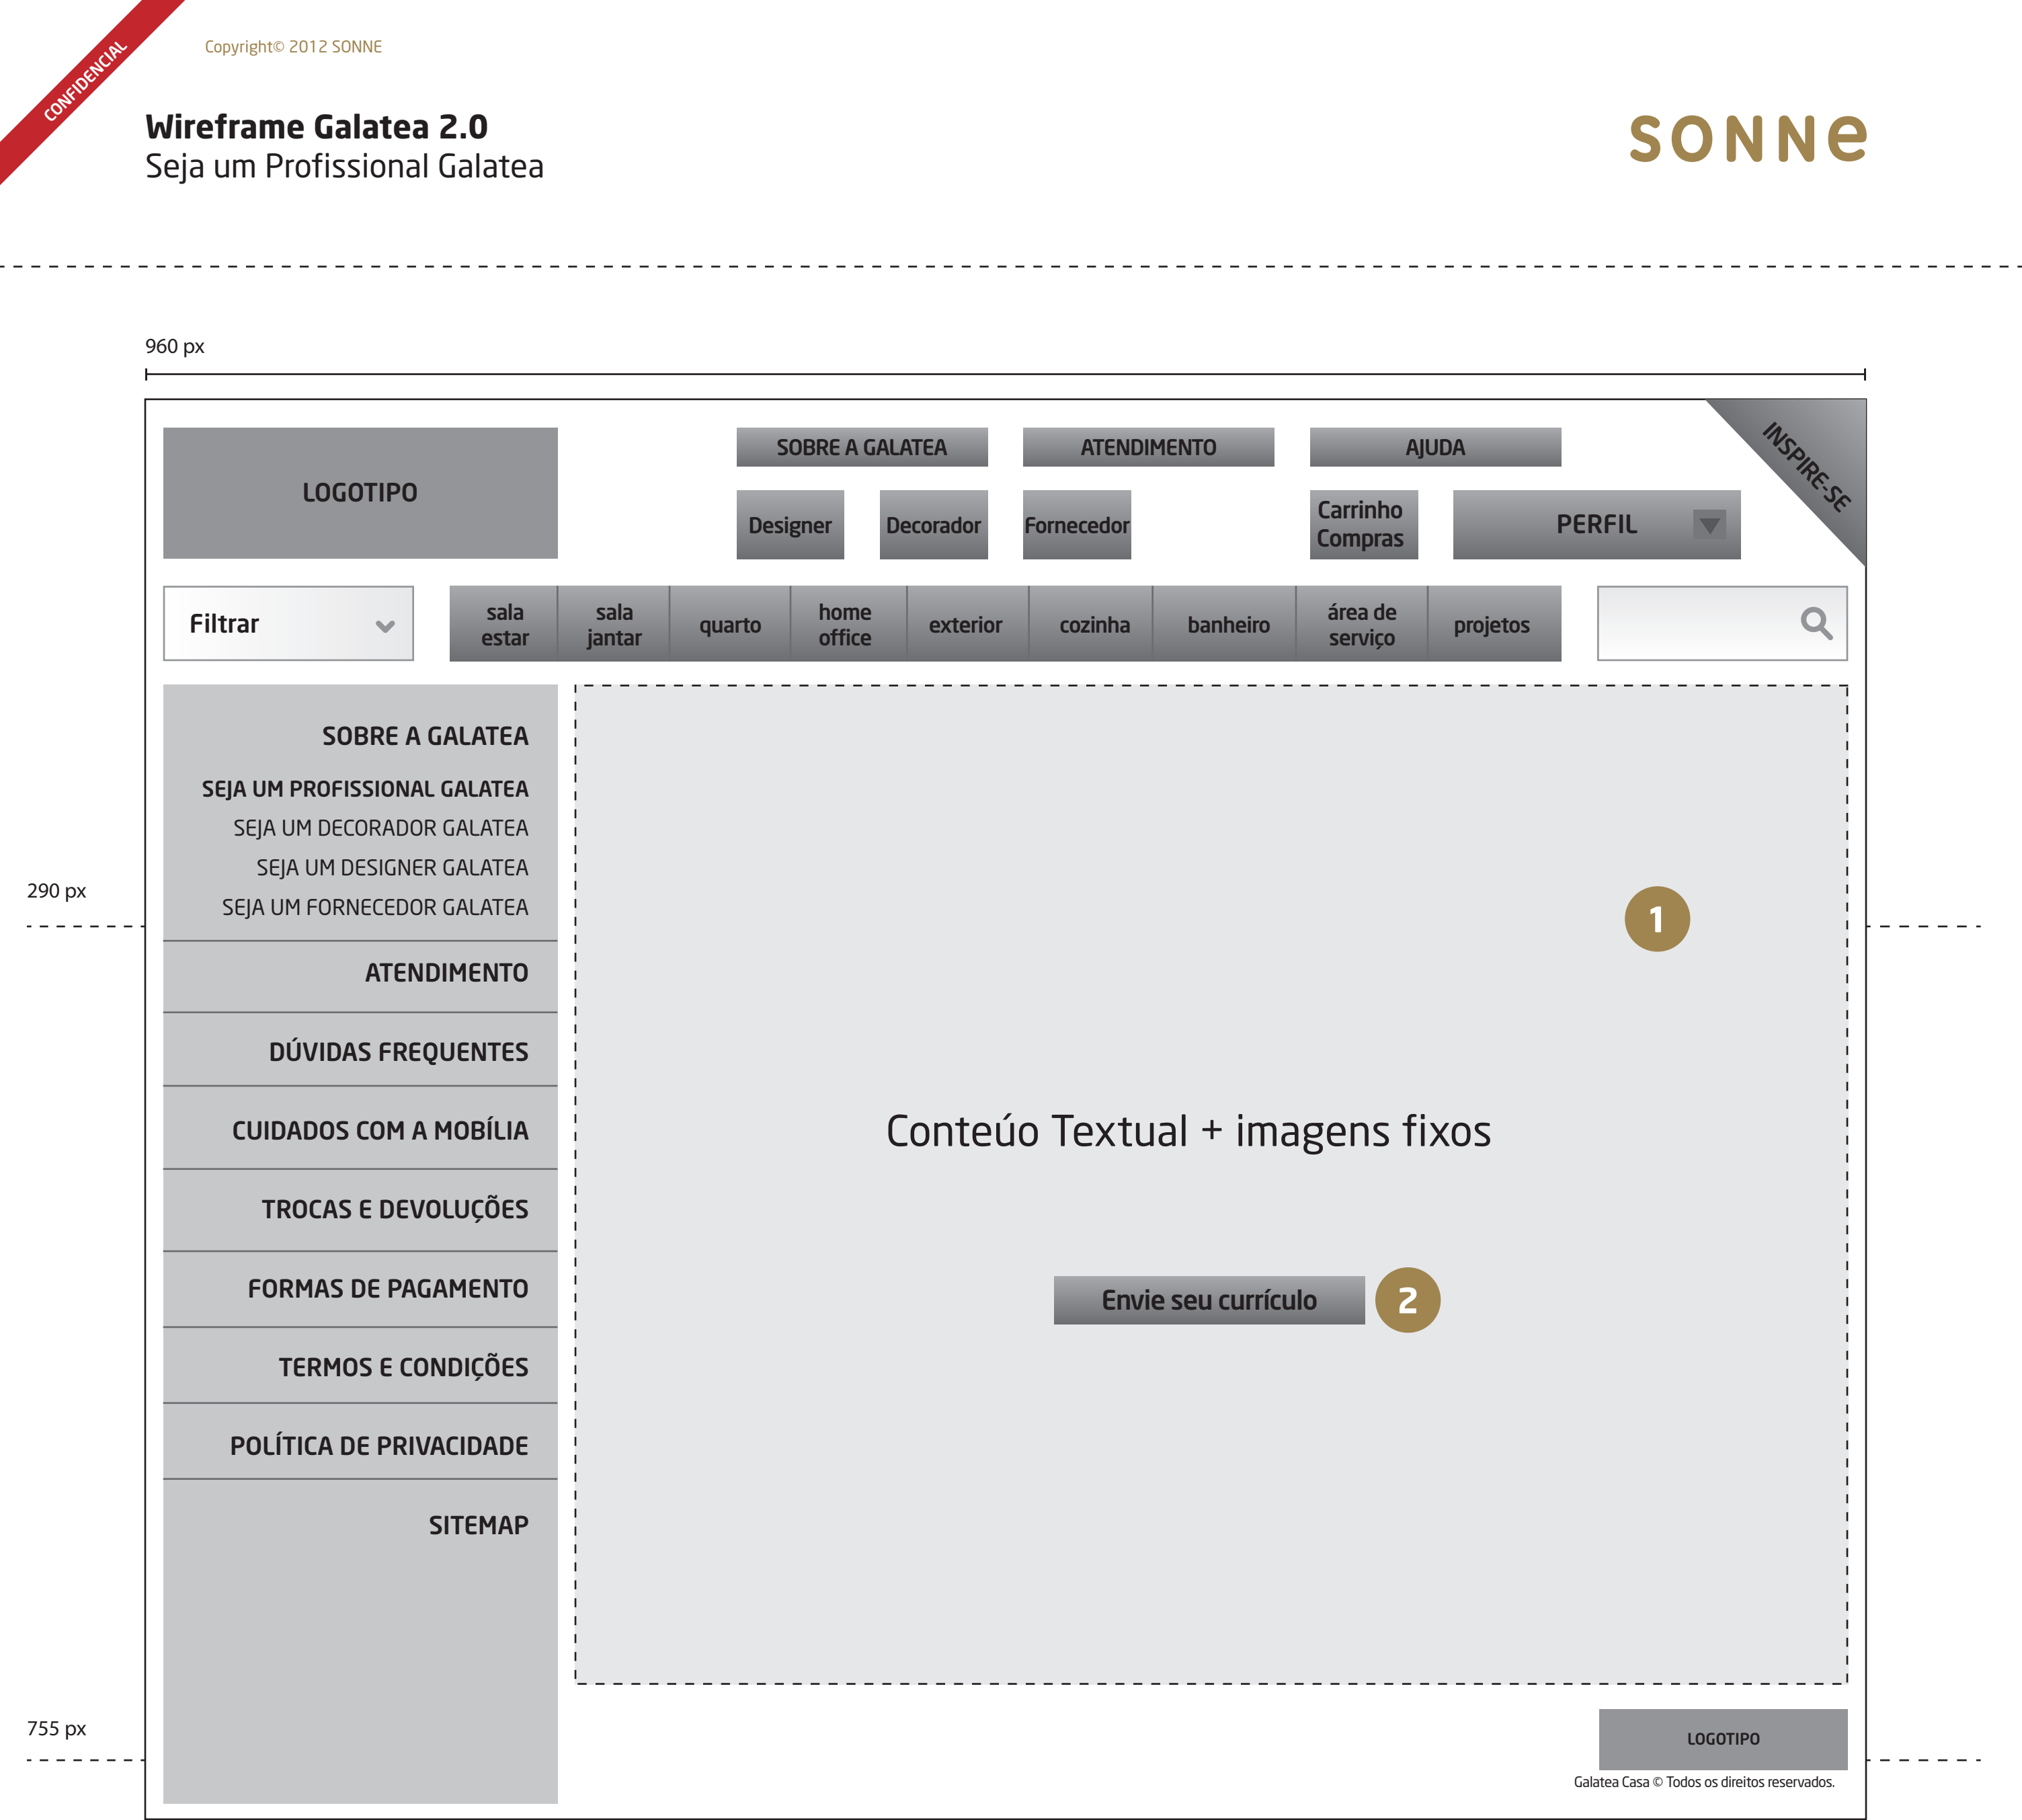 CONFIDENCIAL
Copyright© 2012 SONNE
Wireframe Galatea 2.0
Seja um Profissional Galatea
SONNe
960 px
LOGOTIPO
SOBRE A GALATEA
ATENDIMENTO
AJUDA
INSPIRE-SE
Designer
Decorador
Fornecedor
Carrinho
Compras
PERFIL
Filtrar
sala
estar
sala
jantar
quarto
home
office
exterior
cozinha
banheiro
área de
serviço
projetos
SOBRE A GALATEA
SEJA UM PROFISSIONAL GALATEA
SEJA UM DECORADOR GALATEA
SEJA UM DESIGNER GALATEA
SEJA UM FORNECEDOR GALATEA
290 px
ATENDIMENTO
DÚVIDAS FREQUENTES
CUIDADOS COM A MOBÍLIA
TROCAS E DEVOLUÇÕES
FORMAS DE PAGAMENTO
TERMOS E CONDIÇÕES
POLÍTICA DE PRIVACIDADE
SITEMAP
1
Conteúo Textual + imagens fixos
Envie seu currículo
2
755 px
LOGOTIPO
Galatea Casa © Todos os direitos reservados.